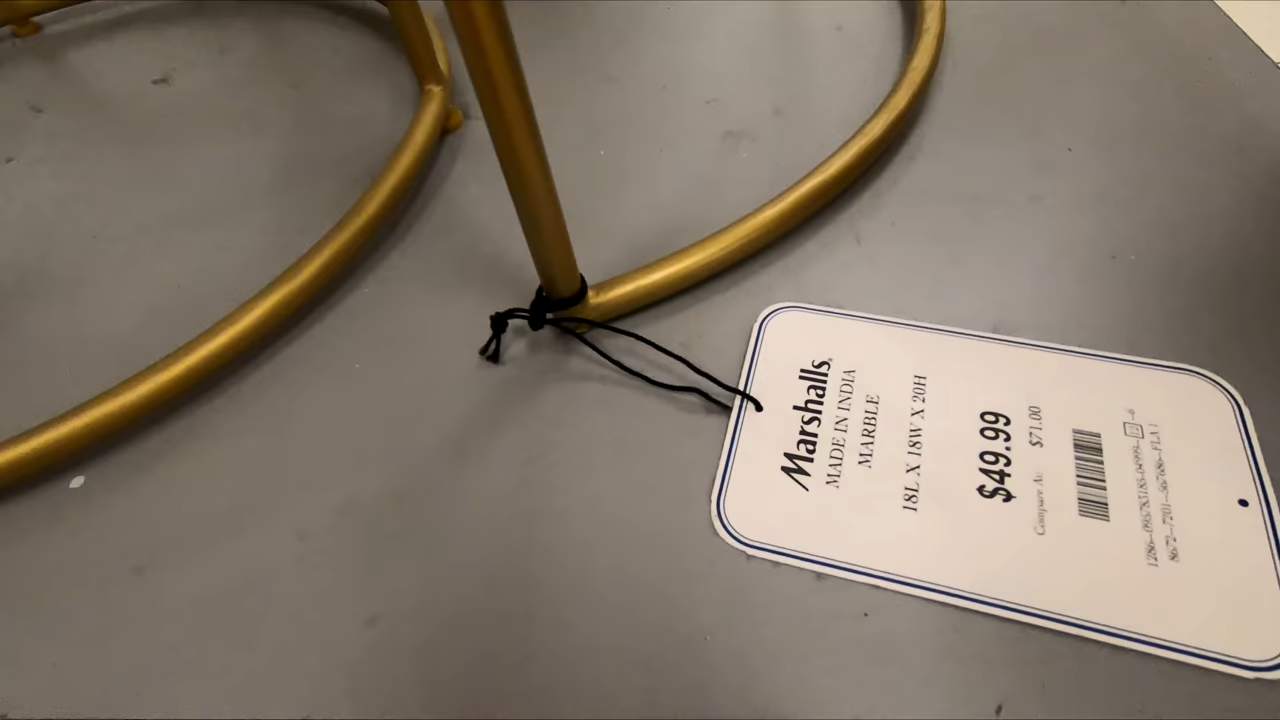 Marshalls
MADE IN INDIA
MARBLE
18L X 18W X 20H
$49.99
Compare At: $71.00